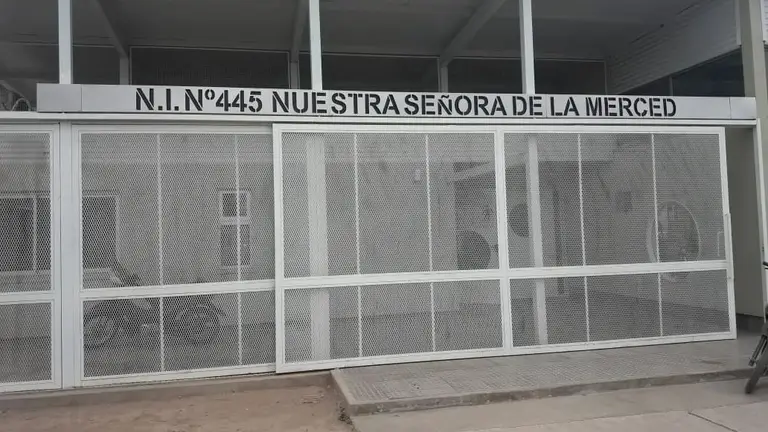 N.I. Nº445 NUESTRA SEÑORA DE LA MERCED